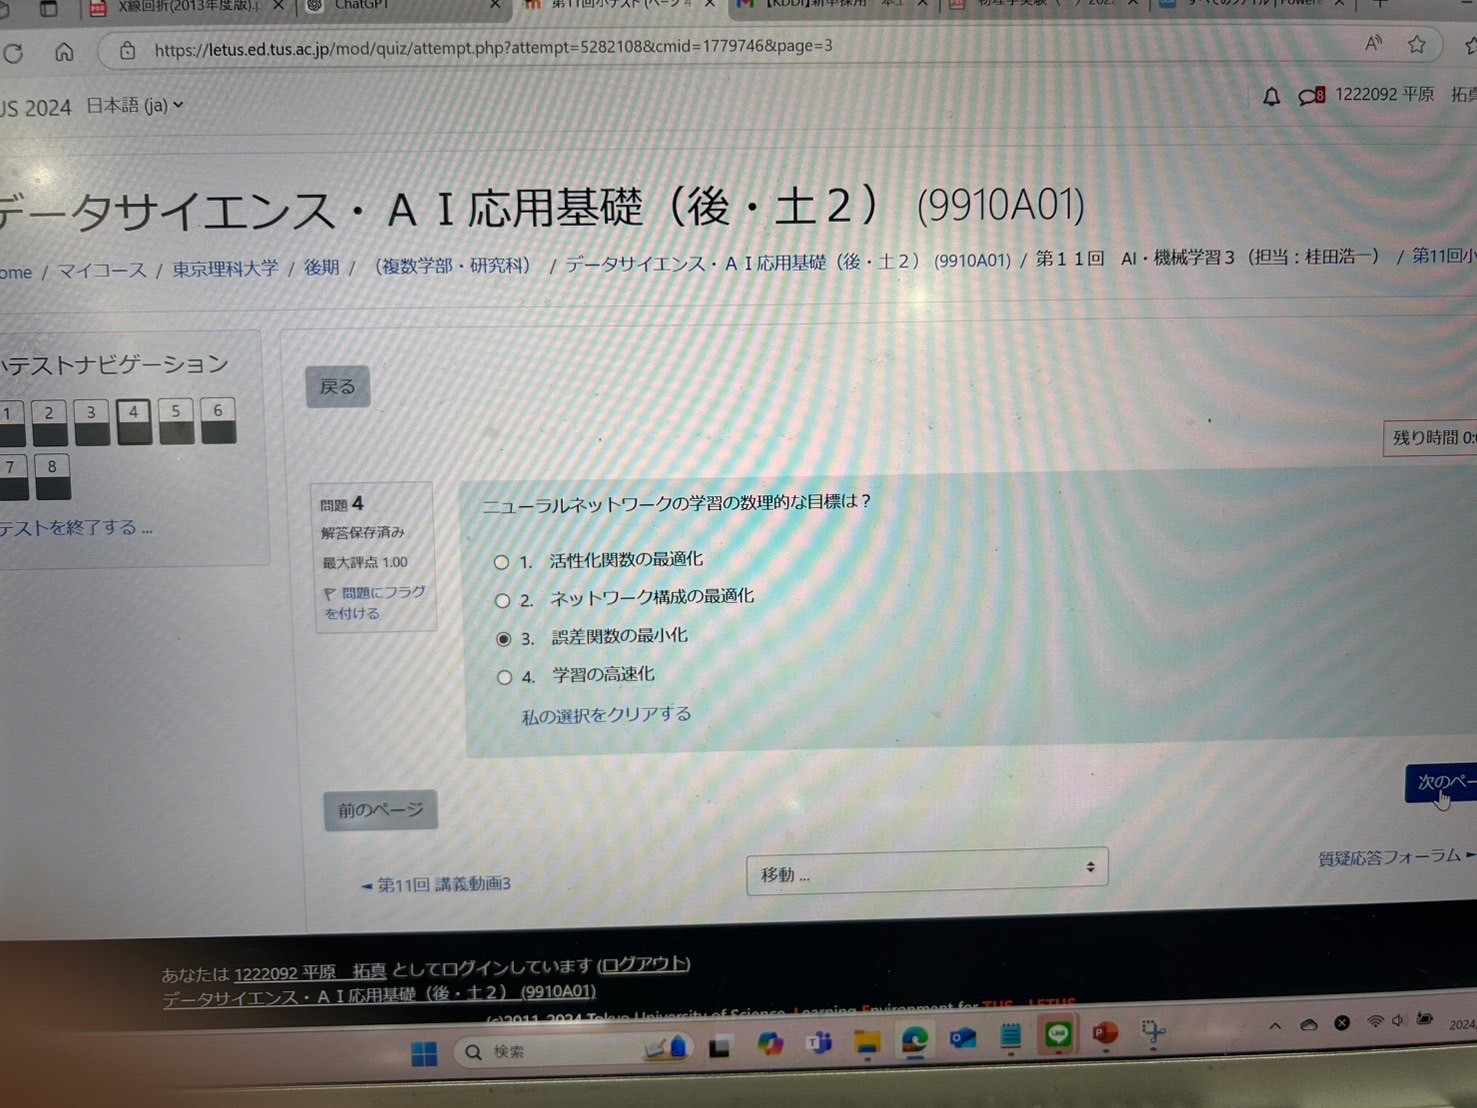 X線回折(2013年度版).p
ChatGPT
第11回小テスト (ページ 4
https://letus.ed.tus.ac.jp/mod/quiz/attempt.php?attempt=5282108&cmid=1779746&page=3
US 2024 日本語 (ja)
8 1222092 平原 拓真
データサイエンス・ＡＩ応用基礎（後・土２） (9910A01)
ome / マイコース / 東京理科大学 / 後期 / （複数学部・研究科） / データサイエンス・ＡＩ応用基礎（後・土２） (9910A01) / 第１１回 AI・機械学習３（担当：桂田浩一） / 第11回小
小テストナビゲーション
1 2 3 4 5 6
7 8
テストを終了する ...
戻る
残り時間 0:
問題 4
解答保存済み
最大評点 1.00
問題にフラグ
を付ける
ニューラルネットワークの学習の数理的な目標は？
1. 活性化関数の最適化
2. ネットワーク構成の最適化
3. 誤差関数の最小化
4. 学習の高速化
私の選択をクリアする
次のペー
前のページ
◄ 第11回 講義動画3
移動 ...
質疑応答フォーラム ►
あなたは 1222092 平原 拓真 としてログインしています (ログアウト)
データサイエンス・ＡＩ応用基礎（後・土２） (9910A01)
(c)2011-2024 Tokyo University of Science, Learning Environment for TUS - LETUS
検索
2024